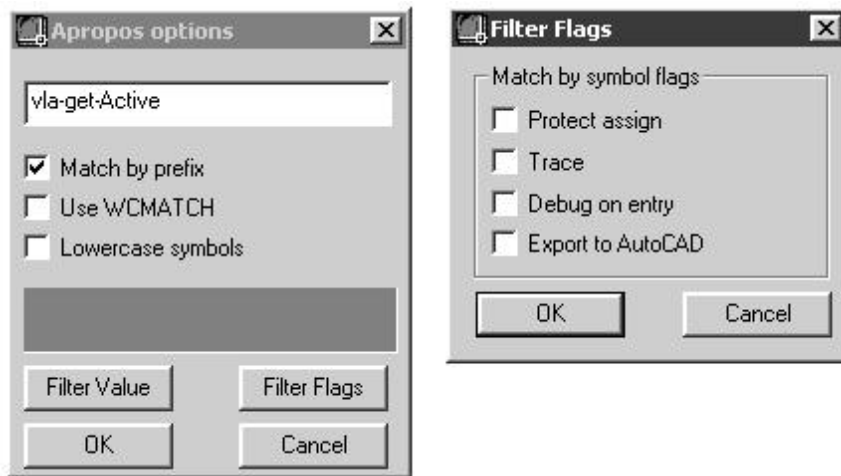 Apropos options
vla-get-Active
Match by prefix
Use WCMATCH
Lowercase symbols
Filter Value
Filter Flags
OK
Cancel
Filter Flags
Match by symbol flags
Protect assign
Trace
Debug on entry
Export to AutoCAD
OK
Cancel